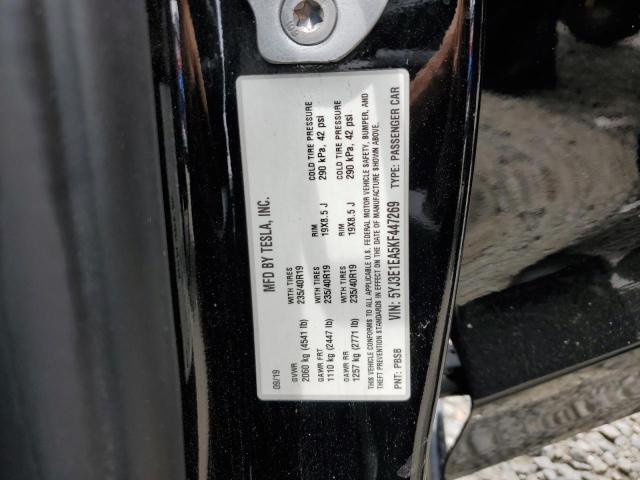 09/19
MFD BY TESLA, INC.
GVWR WITH TIRES RIM COLD TIRE PRESSURE
2060 kg (4541 lb) 235/40R19 19X8.5 J 290 kPa, 42 psi
GAWR FRT WITH TIRES RIM COLD TIRE PRESSURE
1110 kg (2447 lb) 235/40R19 19X8.5 J 290 kPa, 42 psi
GAWR RR
1257 kg (2771 lb) 235/40R19
THIS VEHICLE CONFORMS TO ALL APPLICABLE U.S. FEDERAL MOTOR VEHICLE SAFETY, BUMPER, AND
THEFT PREVENTION STANDARDS IN EFFECT ON THE DATE OF MANUFACTURE SHOWN ABOVE.
VIN: 5YJ3E1EA5KF447269
PNT: PBSB TYPE: PASSENGER CAR